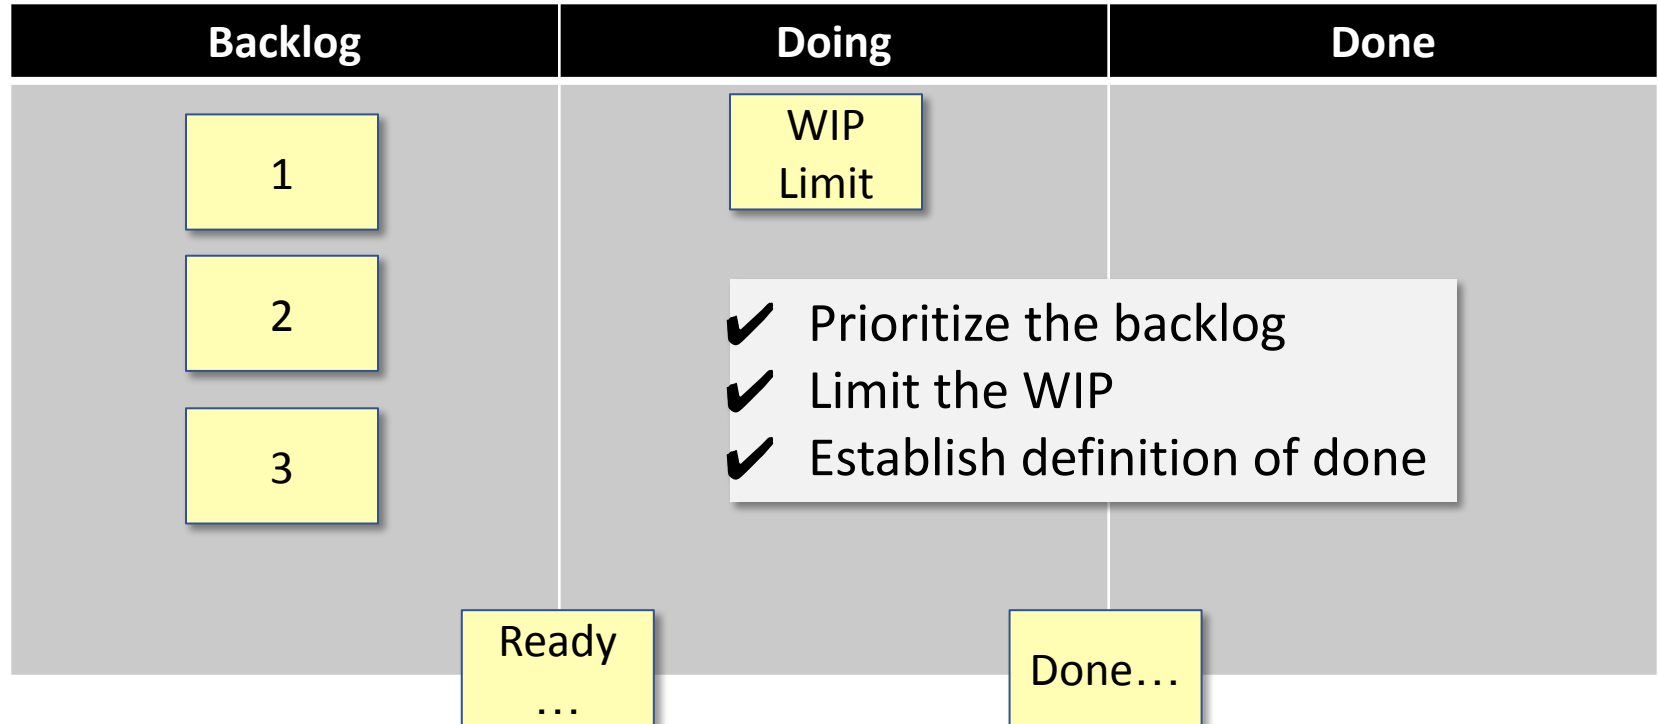 Backlog
Doing
Done
1
2
3
WIP
Limit
✔ Prioritize the backlog
✔ Limit the WIP
✔ Establish definition of done
Ready
…
Done…